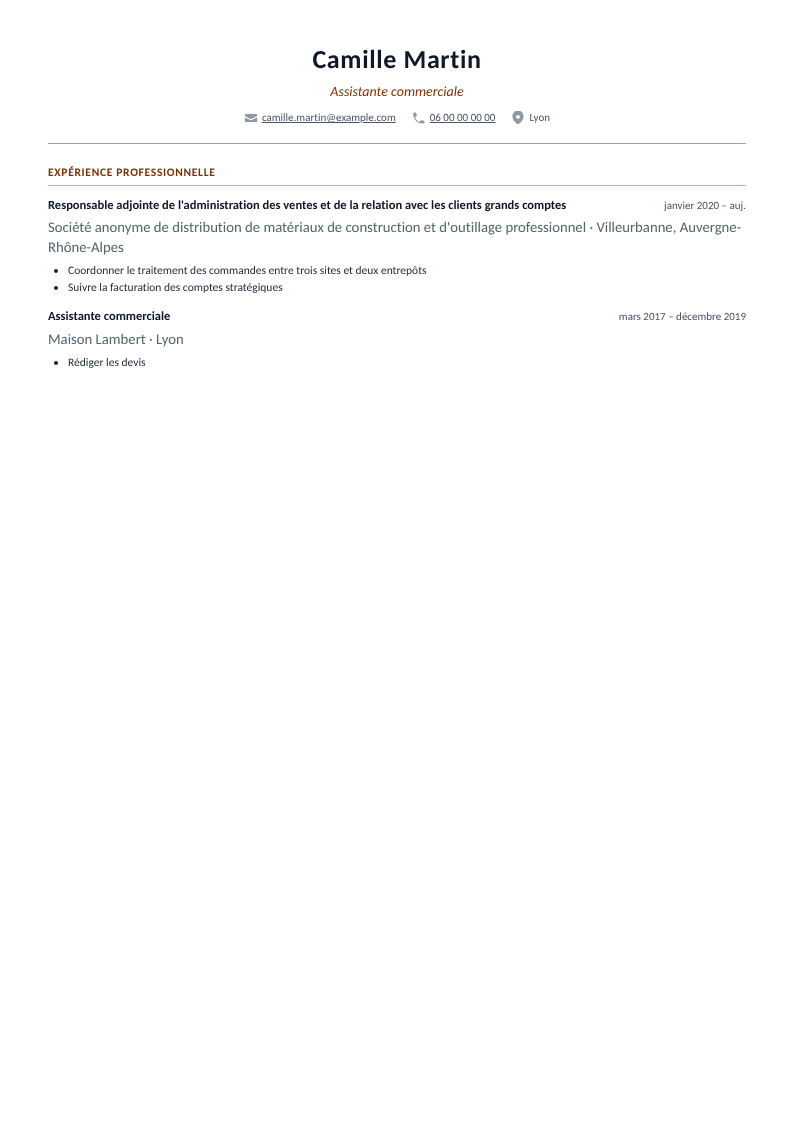 Camille Martin
Assistante commerciale
camille.martin@example.com 06 00 00 00 00 Lyon
EXPÉRIENCE PROFESSIONNELLE
Responsable adjointe de l'administration des ventes et de la relation avec les clients grands comptes janvier 2020 – auj.
Société anonyme de distribution de matériaux de construction et d'outillage professionnel · Villeurbanne, Auvergne-
Rhône-Alpes
• Coordonner le traitement des commandes entre trois sites et deux entrepôts
• Suivre la facturation des comptes stratégiques
Assistante commerciale mars 2017 – décembre 2019
Maison Lambert · Lyon
• Rédiger les devis